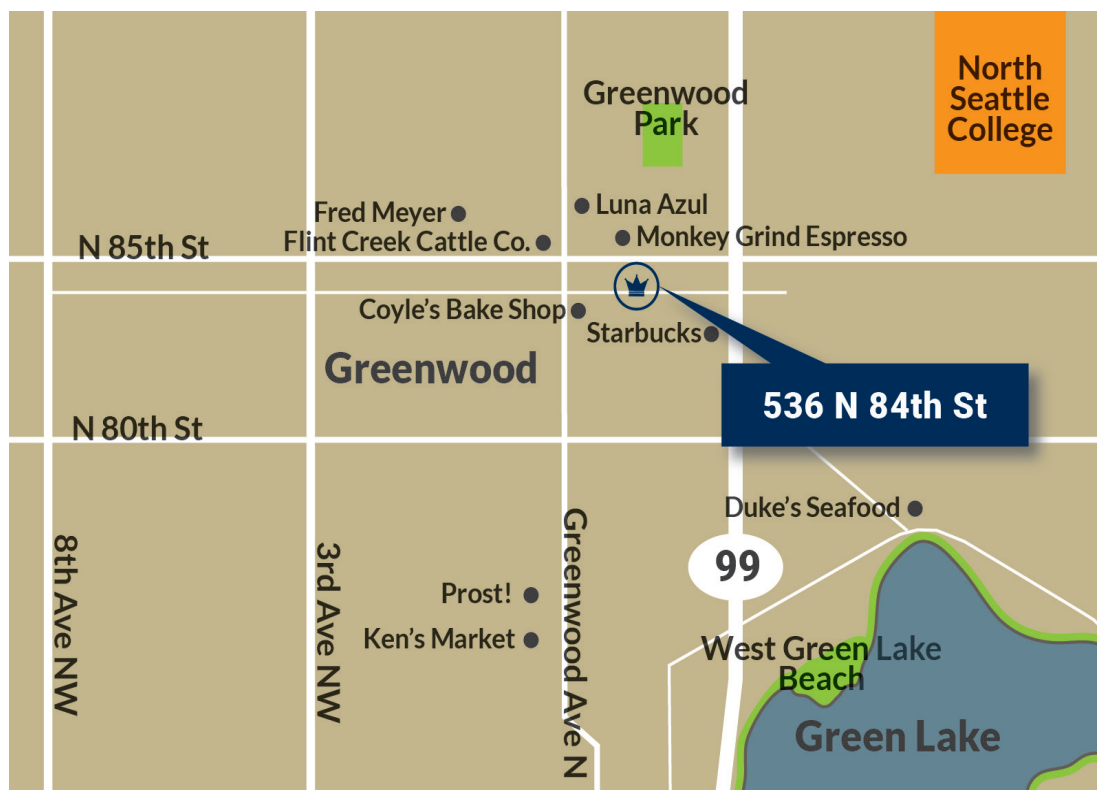 North
Seattle
College
Greenwood
Park
Luna Azul
Fred Meyer
Monkey Grind Espresso
Flint Creek Cattle Co.
N 85th St
Coyle's Bake Shop
Starbucks
Greenwood
536 N 84th St
N 80th St
Duke's Seafood
8th Ave NW
3rd Ave NW
Greenwood Ave N
99
Prost!
Ken's Market
West Green Lake
Beach
Green Lake